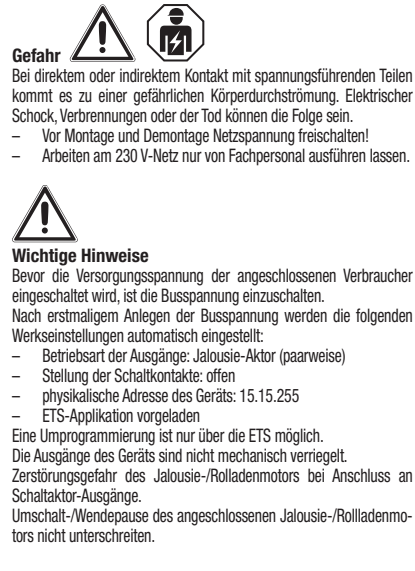 Gefahr
Bei direktem oder indirektem Kontakt mit spannungsführenden Teilen
kommt es zu einer gefährlichen Körperdurchströmung. Elektrischer
Schock, Verbrennungen oder der Tod können die Folge sein.
– Vor Montage und Demontage Netzspannung freischalten!
– Arbeiten am 230 V-Netz nur von Fachpersonal ausführen lassen.
Wichtige Hinweise
Bevor die Versorgungsspannung der angeschlossenen Verbraucher
eingeschaltet wird, ist die Busspannung einzuschalten.
Nach erstmaligem Anlegen der Busspannung werden die folgenden
Werkseinstellungen automatisch eingestellt:
– Betriebsart der Ausgänge: Jalousie-Aktor (paarweise)
– Stellung der Schaltkontakte: offen
– physikalische Adresse des Geräts: 15.15.255
– ETS-Applikation vorgeladen
Eine Umprogrammierung ist nur über die ETS möglich.
Die Ausgänge des Geräts sind nicht mechanisch verriegelt.
Zerstörungsgefahr des Jalousie-/Rolladenmotors bei Anschluss an
Schaltaktor-Ausgänge.
Umschalt-/Wendepause des angeschlossenen Jalousie-/Rollladenmo-
tors nicht unterschreiten.